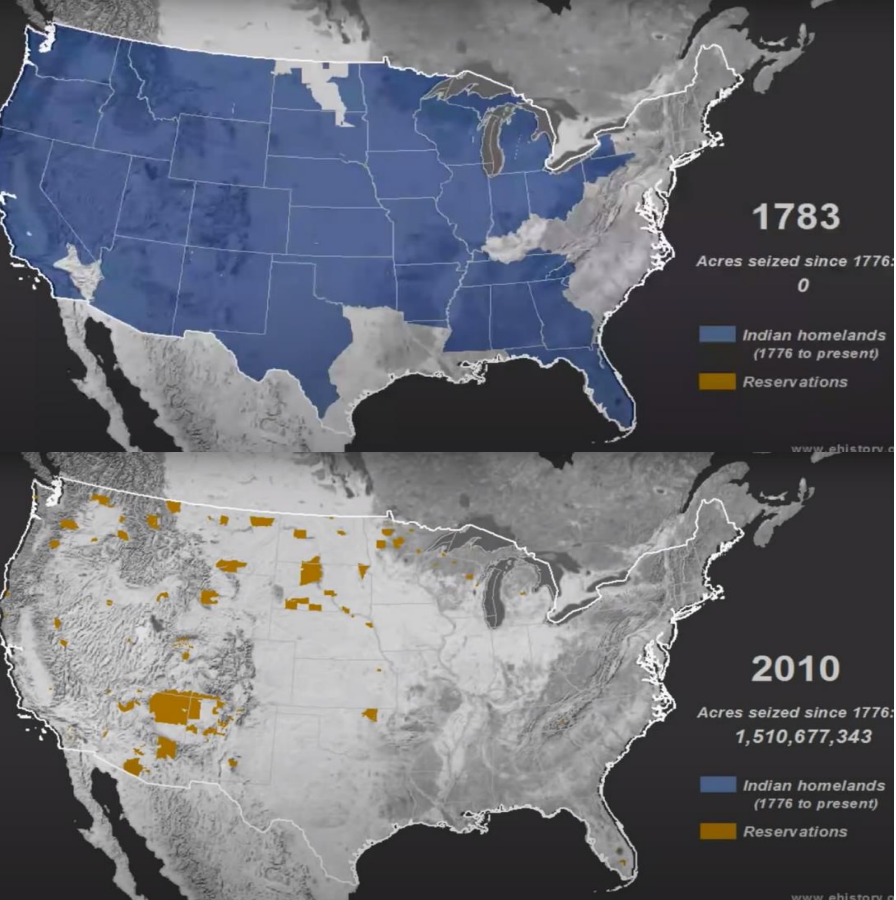 1783
Acres seized since 1776:
0
Indian homelands
(1776 to present)
Reservations
2010
Acres seized since 1776:
1,510,677,343
Indian homelands
(1776 to present)
Reservations